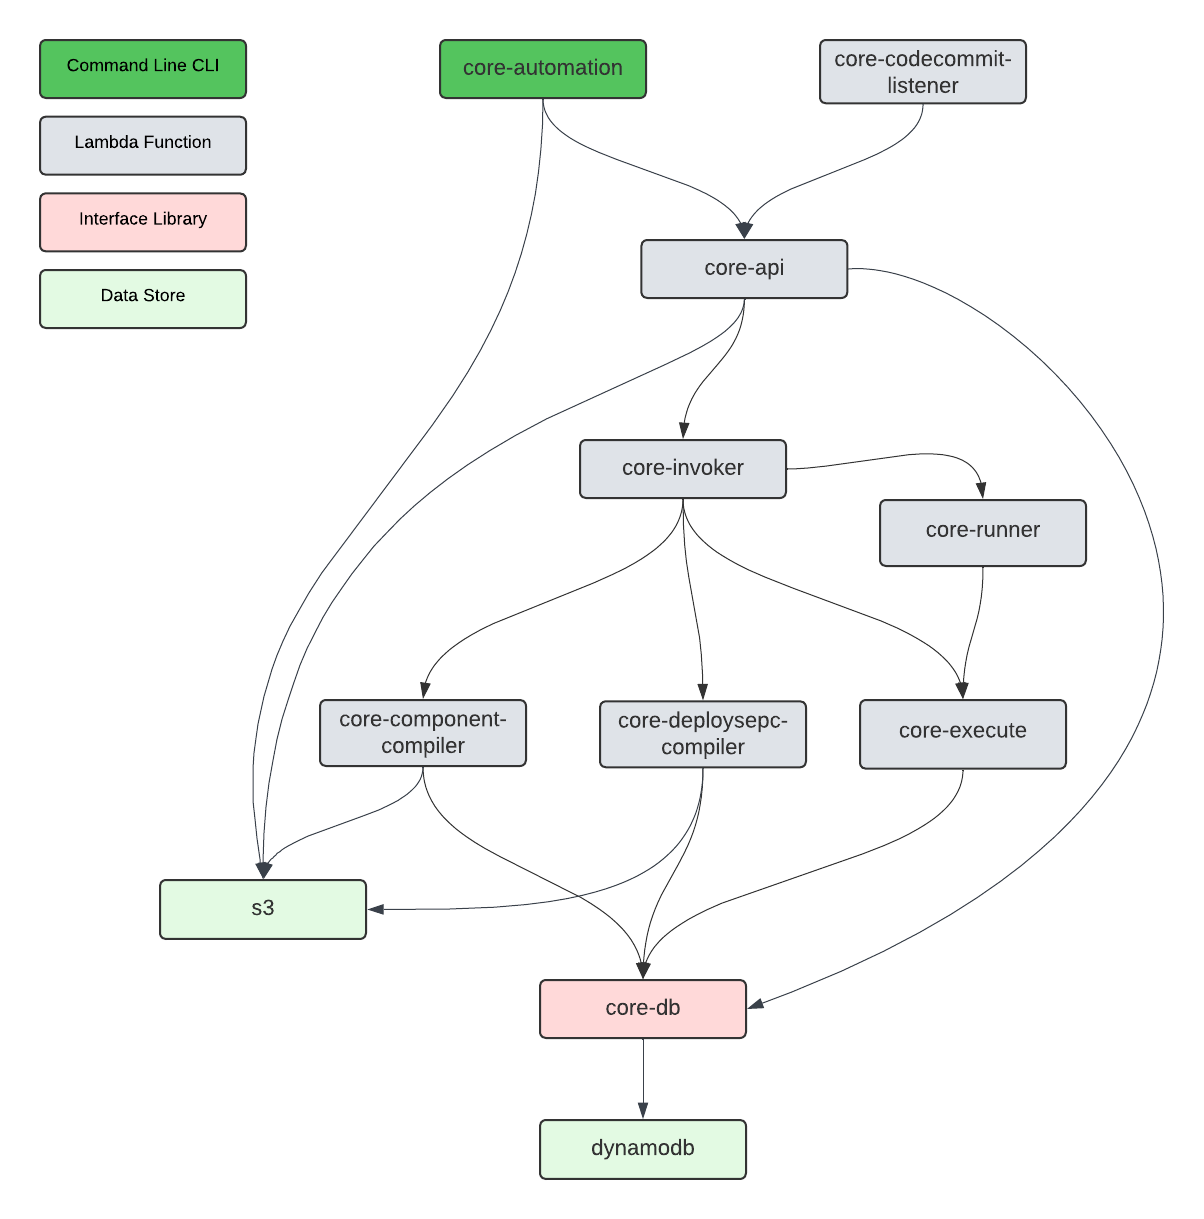 Command Line CLI
Lambda Function
Interface Library
Data Store
core-automation
core-codecommit-
listener
core-api
core-invoker
core-runner
core-component-
compiler
core-deploysepc-
compiler
core-execute
s3
core-db
dynamodb